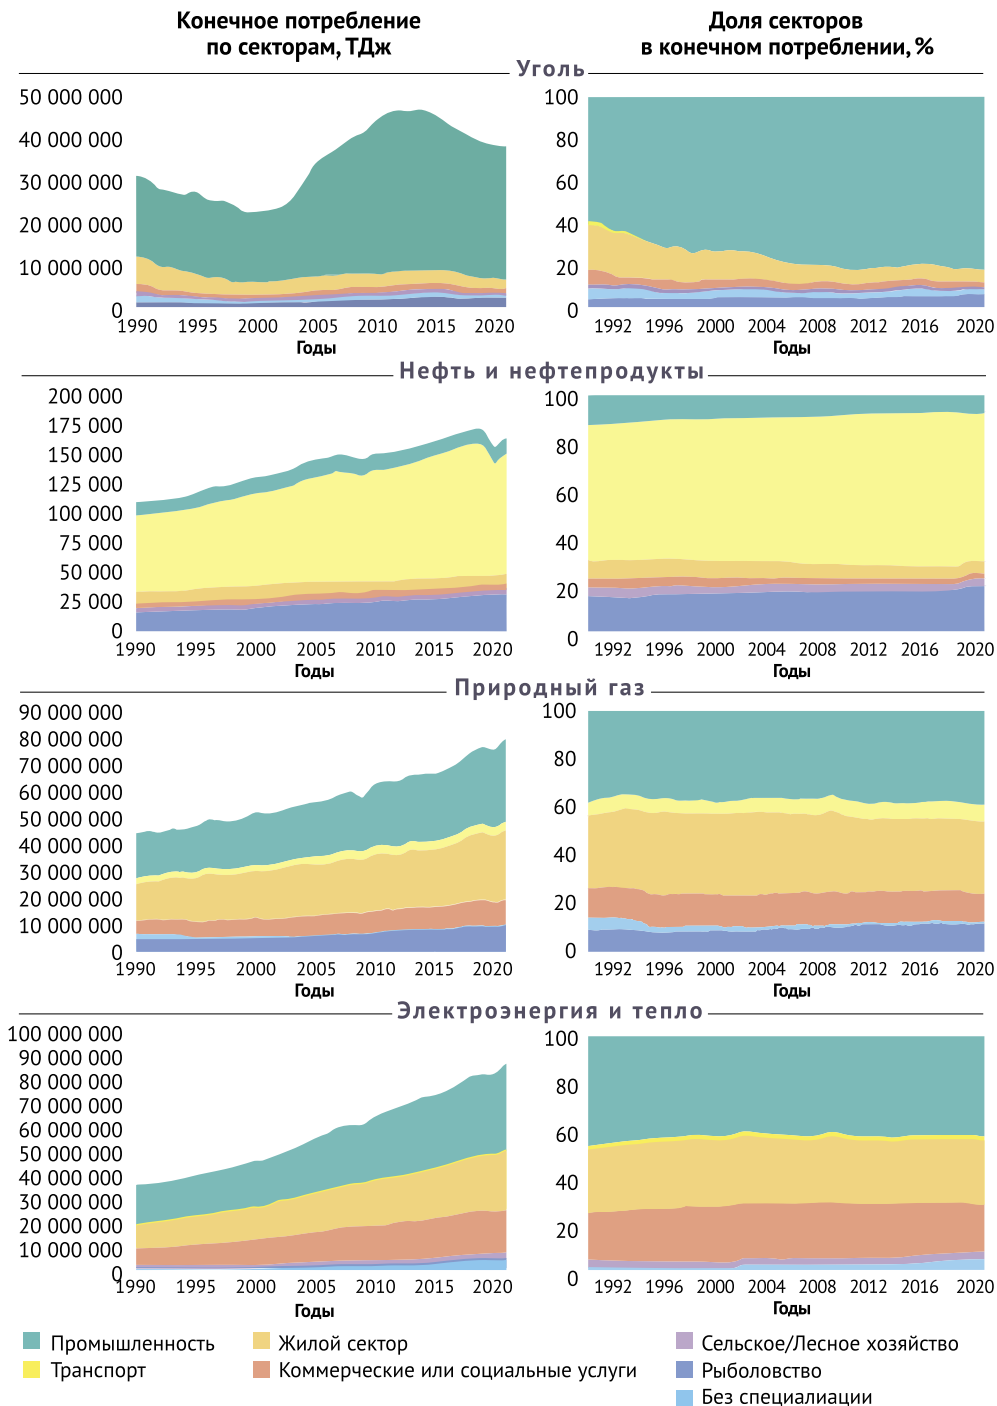 Конечное потребление
по секторам, ТДж
Доля секторов
в конечном потреблении, %
Уголь
50 000 000
40 000 000
30 000 000
20 000 000
10 000 000
0
1990 1995 2000 2005 2010 2015 2020
Годы
100
80
60
40
20
0
1992 1996 2000 2004 2008 2012 2016 2020
Годы
Нефть и нефтепродукты
200 000
175 000
150 000
125 000
100 000
75 000
50 000
25 000
0
1990 1995 2000 2005 2010 2015 2020
Годы
100
80
60
40
20
0
1992 1996 2000 2004 2008 2012 2016 2020
Годы
Природный газ
90 000 000
80 000 000
70 000 000
60 000 000
50 000 000
40 000 000
30 000 000
20 000 000
10 000 000
0
1990 1995 2000 2005 2010 2015 2020
Годы
100
80
60
40
20
0
1992 1996 2000 2004 2008 2012 2016 2020
Годы
Электроэнергия и тепло
100 000 000
90 000 000
80 000 000
70 000 000
60 000 000
50 000 000
40 000 000
30 000 000
20 000 000
10 000 000
0
1990 1995 2000 2005 2010 2015 2020
Годы
100
80
60
40
20
0
1992 1996 2000 2004 2008 2012 2016 2020
Годы
Промышленность
Транспорт
Жилой сектор
Коммерческие или социальные услуги
Сельское/Лесное хозяйство
Рыболовство
Без специалиации